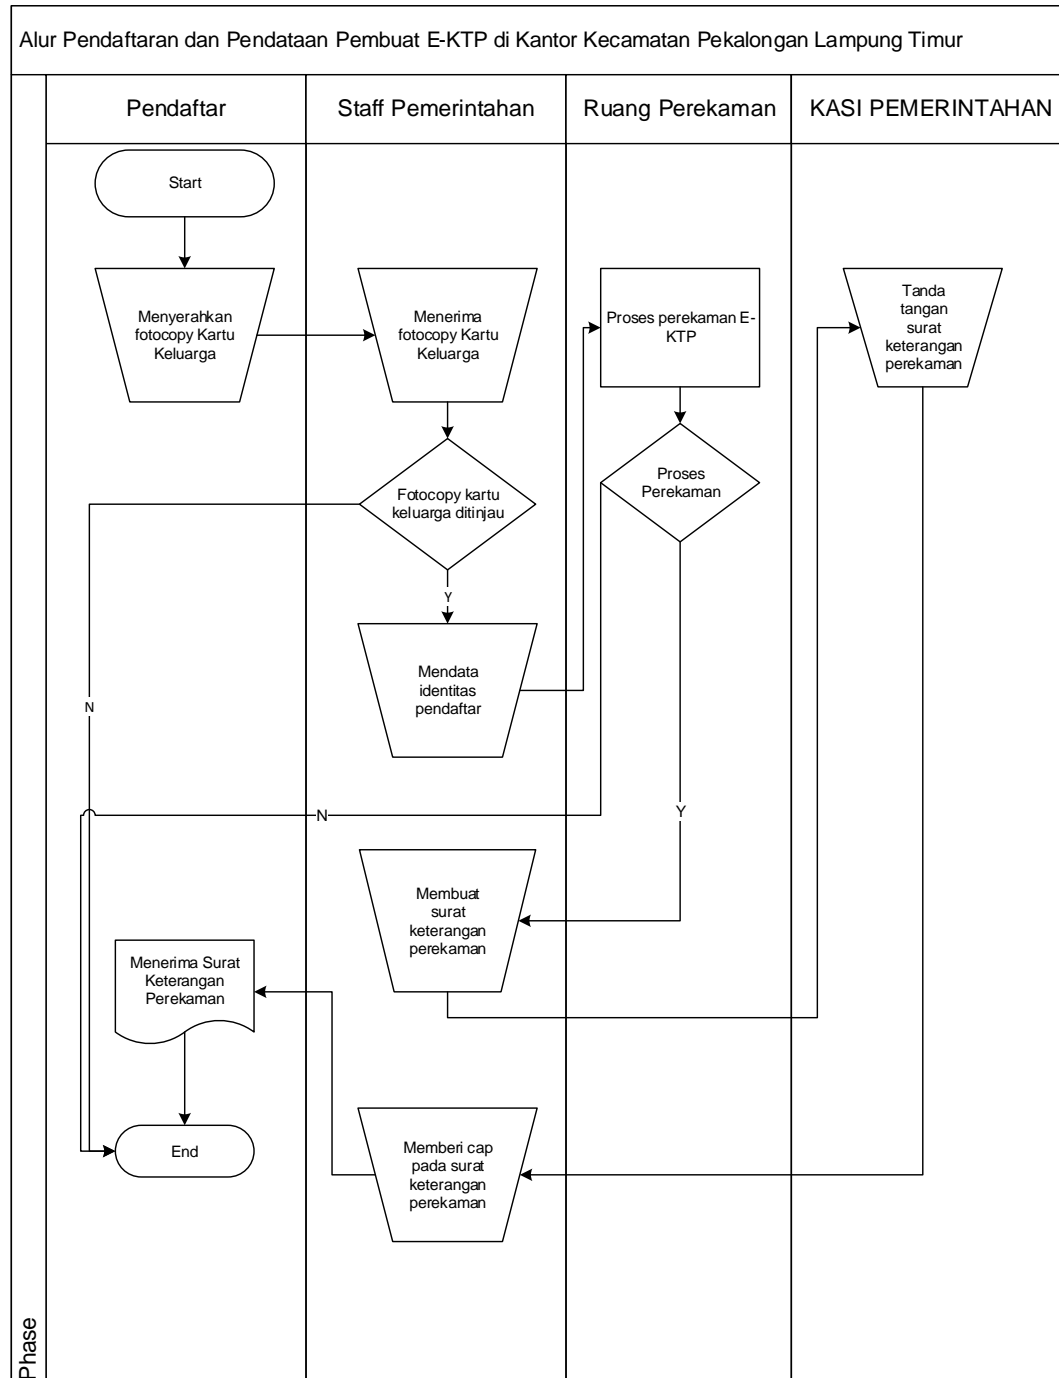 Alur Pendaftaran dan Pendataan Pembuat E-KTP di Kantor Kecamatan Pekalongan Lampung Timur
Pendaftar
Staff Pemerintahan
Ruang Perekaman
KASI PEMERINTAHAN
Start
Menyerahkan
fotocopy Kartu
Keluarga
Menerima
fotocopy Kartu
Keluarga
Proses perekaman E-
KTP
Tanda
tangan
surat
keterangan
perekaman
Fotocopy kartu
keluarga ditinjau
Proses
Perekaman
Y
Mendata
identitas
pendaftar
N
N
Y
Membuat
surat
keterangan
perekaman
Menerima Surat
Keterangan
Perekaman
End
Memberi cap
pada surat
keterangan
perekaman
Phase